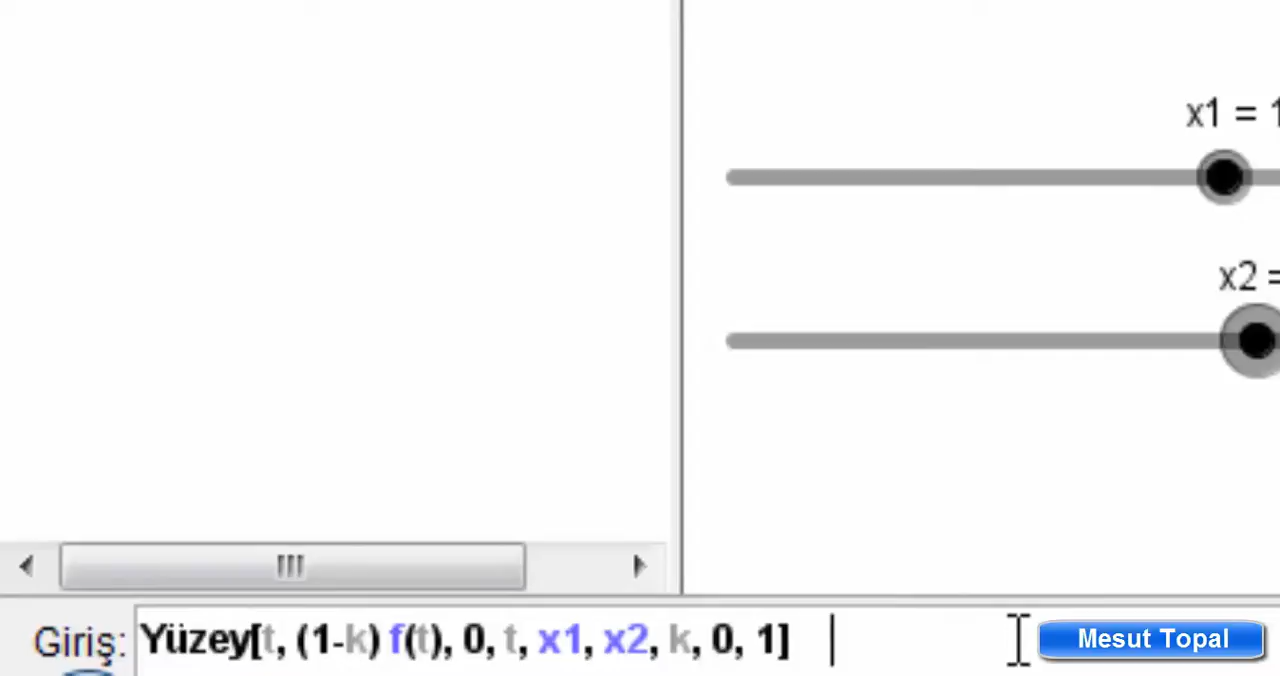 x1 = 1
x2 =
Giriş: Yüzey[t, (1-k) f(t), 0, t, x1, x2, k, 0, 1]
Mesut Topal